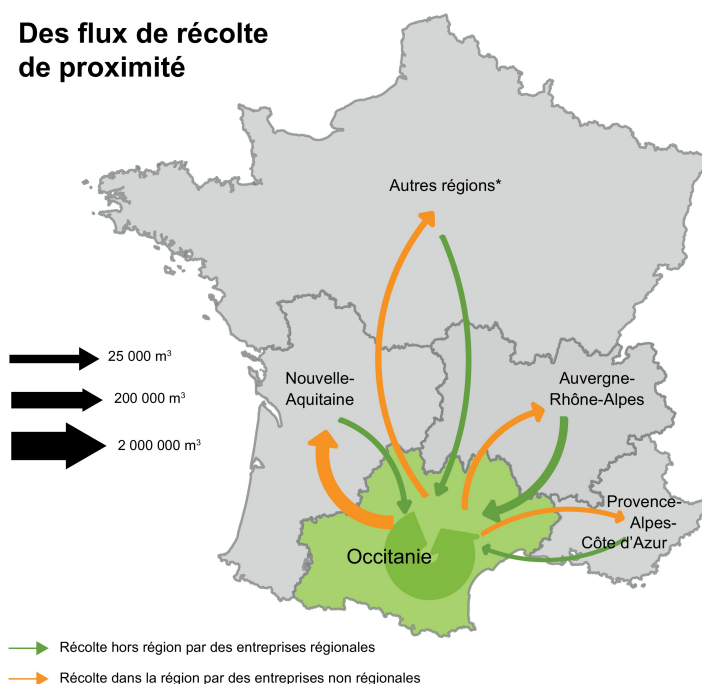 Des flux de récolte
de proximité
Autres régions*
25 000 m³
200 000 m³
2 000 000 m³
Nouvelle-
Aquitaine
Auvergne-
Rhône-Alpes
Provence-
Alpes-
Côte d'Azur
Occitanie
Récolte hors région par des entreprises régionales
Récolte dans la région par des entreprises non régionales